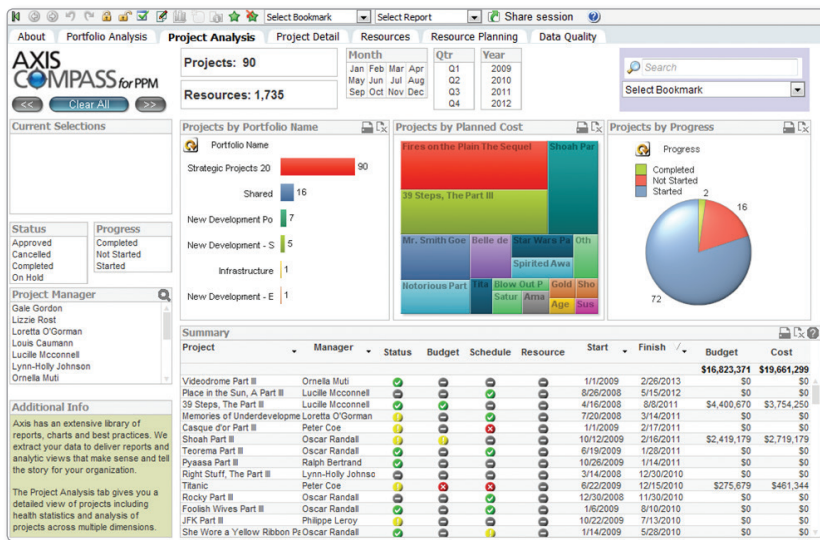 Select Bookmark Select Report Share session
About Portfolio Analysis Project Analysis Project Detail Resources Resource Planning Data Quality
AXIS
COMPASS for PPM
<< Clear All >>
Projects: 90
Resources: 1,735
Month
Jan Feb Mar Apr
May Jun Jul Aug
Sep Oct Nov Dec
Qtr
Q1
Q2
Q3
Q4
Year
2009
2010
2011
2012
Search
Select Bookmark
Current Selections
Status
Approved
Cancelled
Completed
On Hold
Progress
Completed
Not Started
Started
Project Manager
Gale Gordon
Lizzie Rost
Loretta O'Gorman
Louis Caumann
Lucille Mcconnell
Lynn-Holly Johnson
Ornella Muti
Additional Info
Axis has an extensive library of
reports, charts and best practices. We
extract your data to deliver reports and
analytic views that make sense and tell
the story for your organization.
The Project Analysis tab gives you a
detailed view of projects including
health statistics and analysis of
projects across multiple dimensions.
Projects by Portfolio Name
Portfolio Name
Strategic Projects 20 90
Shared 16
New Development Po 7
New Development - S 5
Infrastructure 1
New Development - E 1
Projects by Planned Cost
Fires on the Plain The Sequel Shoah Par
39 Steps, The Part III
Mr. Smith Goe Belle de Star Wars Pa Oth
Spirited Awa
Notorious Part Tita Blow Out P Gold Sho
Satur Ama Age Sus
Projects by Progress
Progress
Completed
Not Started
Started
2
16
72
Summary
Project Manager Status Budget Schedule Resource Start Finish Budget Cost
$16,823,371 $19,661,299
Videodrome Part III Ornella Muti 1/1/2009 2/26/2013 $0 $0
Place in the Sun, A Part III Lucille Mcconnell 8/26/2008 5/15/2012 $0 $0
39 Steps, The Part III Lucille Mcconnell 4/16/2008 8/8/2011 $4,400,670 $3,754,250
Memories of Underdevelopme Loretta O'Gorman 7/20/2008 3/14/2011 $0 $0
Casque d'or Part III Peter Coe 1/1/2009 2/17/2011 $0 $0
Shoah Part III Oscar Randall 10/12/2009 2/16/2011 $2,419,179 $2,719,179
Teorema Part III Oscar Randall 6/19/2009 1/28/2011 $0 $0
Pyaasa Part III Ralph Bertrand 10/26/2009 1/14/2011 $0 $0
Right Stuff, The Part III Lynn-Holly Johnso 3/14/2008 12/30/2010 $0 $0
Titanic Peter Coe 6/22/2009 12/15/2010 $275,679 $461,344
Rocky Part III Oscar Randall 12/30/2008 11/30/2010 $0 $0
Foolish Wives Part III Oscar Randall 1/6/2009 8/10/2010 $0 $0
JFK Part III Philippe Leroy 10/22/2009 7/13/2010 $0 $0
She Wore a Yellow Ribbon Pa Oscar Randall 1/14/2009 5/28/2010 $0 $0